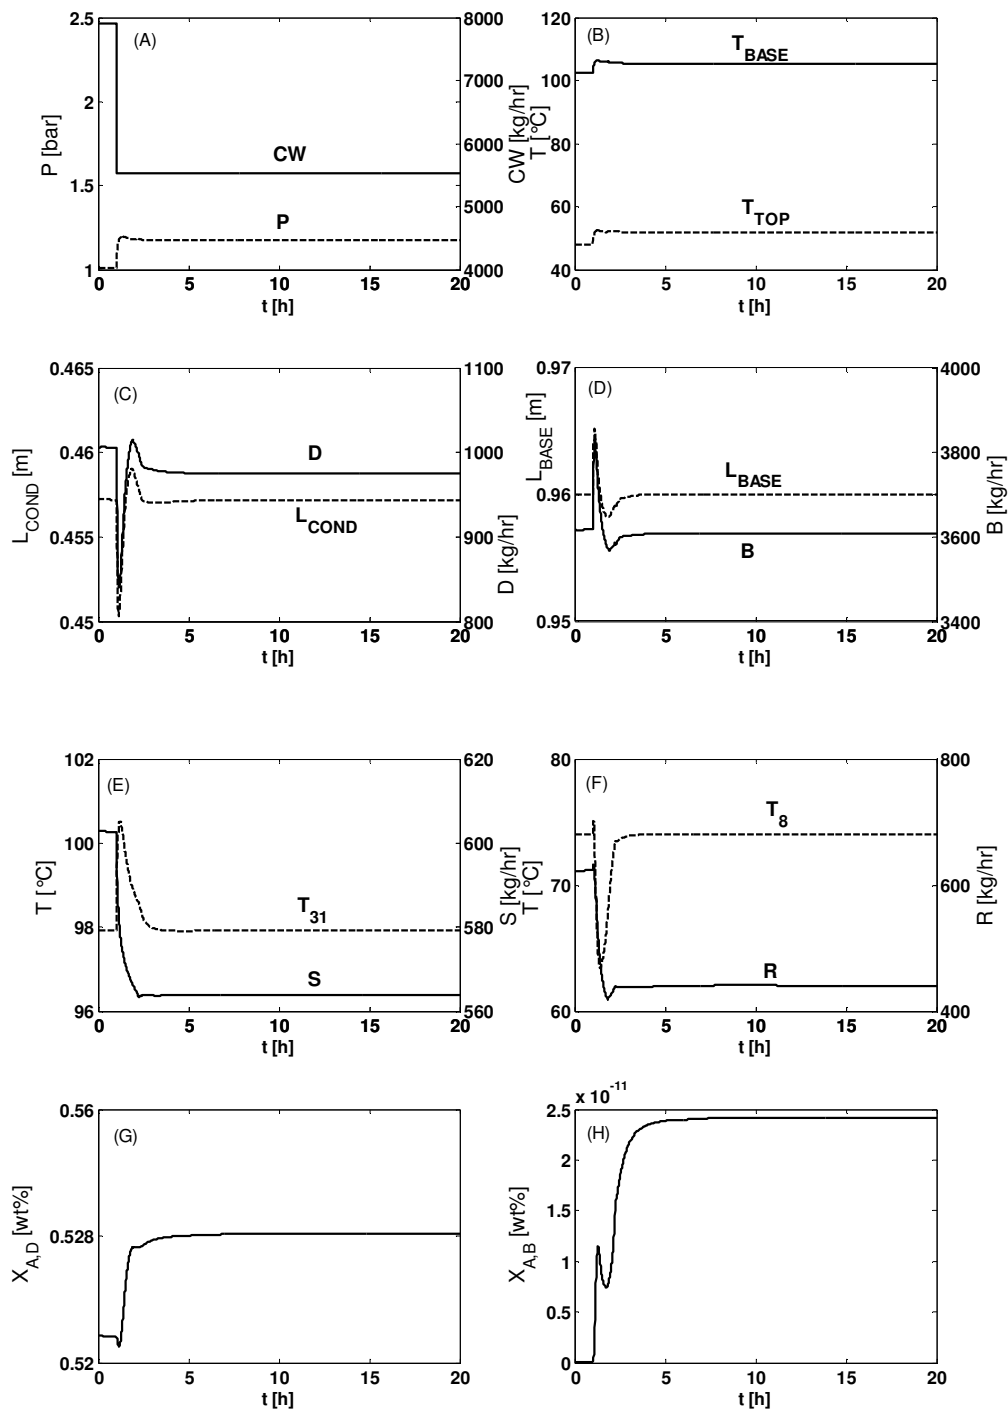 (A)
2.5
2
1.5
1
P [bar]
8000
7000
6000
5000
4000
CW [kg/hr]
CW
P
0 5 10 15 20
t [h]
(B)
120
100
80
60
40
T [°C]
T_BASE
T_TOP
0 5 10 15 20
t [h]
(C)
0.465
0.46
0.455
0.45
L_COND [m]
1100
1000
900
800
D [kg/hr]
D
L_COND
0 5 10 15 20
t [h]
(D)
0.97
0.96
0.95
L_BASE [m]
4000
3800
3600
3400
B [kg/hr]
L_BASE
B
0 5 10 15 20
t [h]
(E)
102
100
98
96
T [°C]
620
600
580
560
S [kg/hr]
T_31
S
0 5 10 15 20
t [h]
(F)
80
70
60
T [°C]
800
600
400
R [kg/hr]
T_8
R
0 5 10 15 20
t [h]
(G)
0.56
0.528
0.52
X_A,D [wt%]
0 5 10 15 20
t [h]
(H)
x 10^-11
2.5
2
1.5
1
0.5
0
X_A,B [wt%]
0 5 10 15 20
t [h]